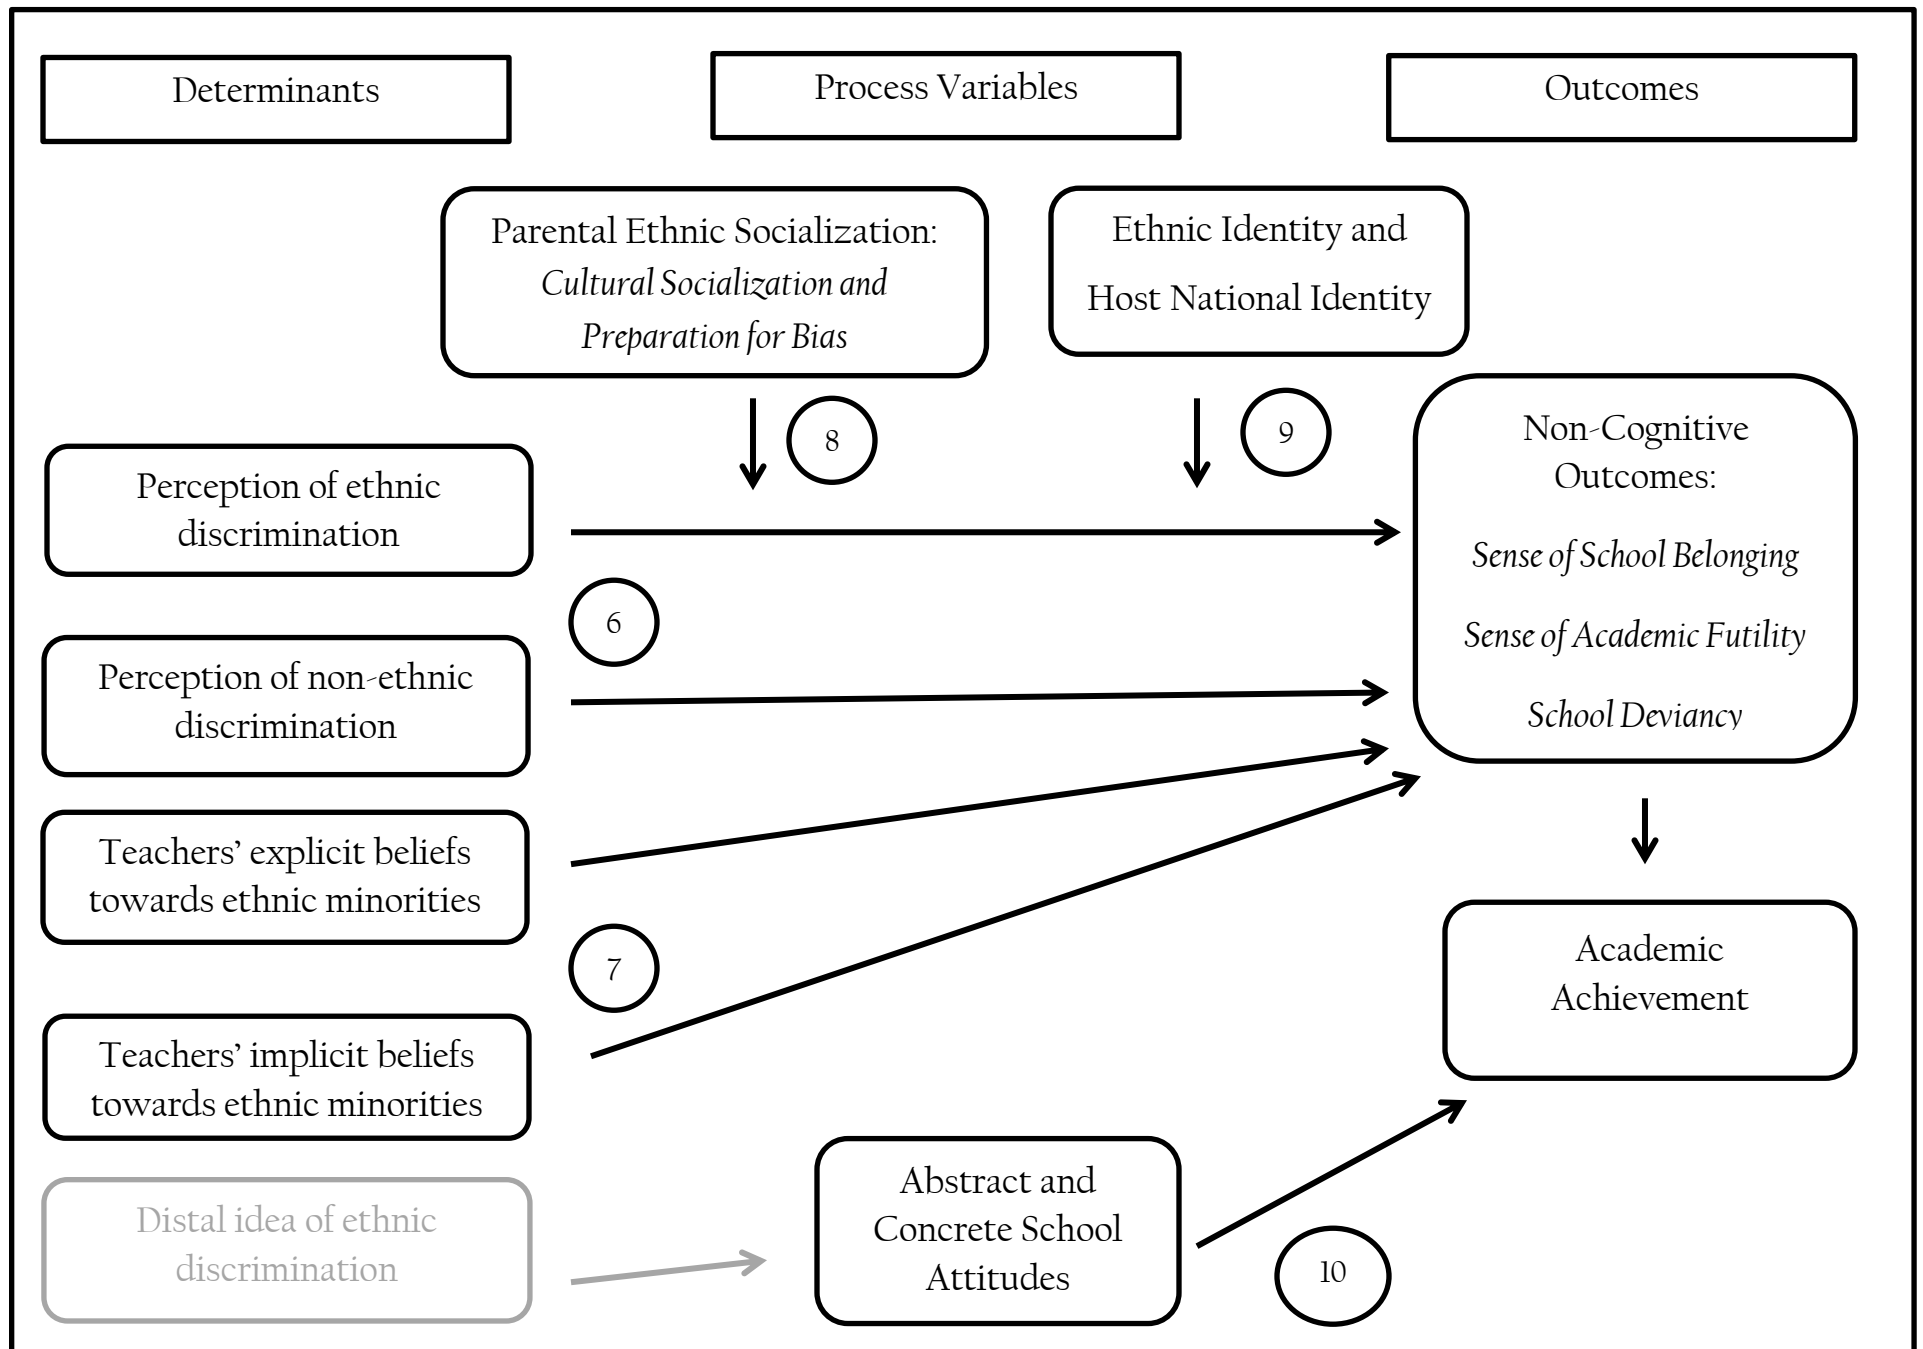 Determinants
Process Variables
Outcomes
Parental Ethnic Socialization:
Cultural Socialization and
Preparation for Bias
Ethnic Identity and
Host National Identity
8
9
Perception of ethnic
discrimination
Non-Cognitive
Outcomes:
Sense of School Belonging
Sense of Academic Futility
School Deviancy
6
Perception of non-ethnic
discrimination
Teachers’ explicit beliefs
towards ethnic minorities
7
Academic
Achievement
Teachers’ implicit beliefs
towards ethnic minorities
Distal idea of ethnic
discrimination
Abstract and
Concrete School
Attitudes
10